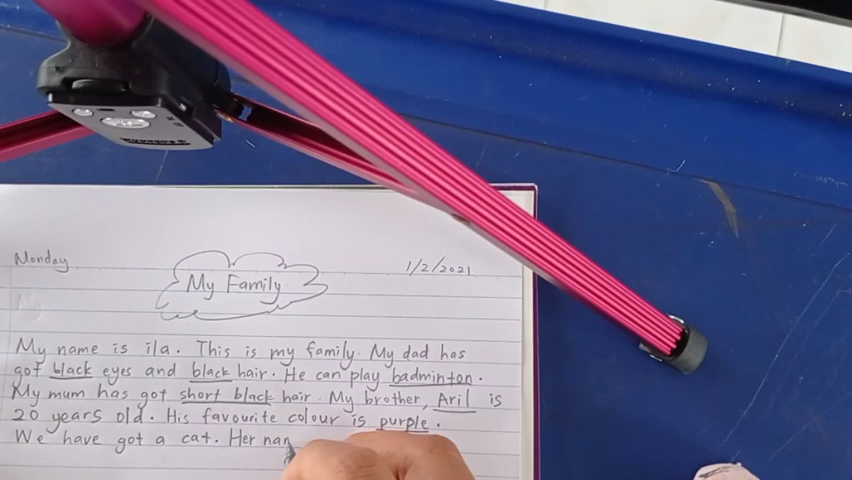 Monday
1/2/2021
My Family
My name is ila. This is my family. My dad has
got black eyes and black hair. He can play badminton.
My mum has got short black hair. My brother, Aril is
20 years old. His favourite colour is purple.
We have got a cat. Her nan